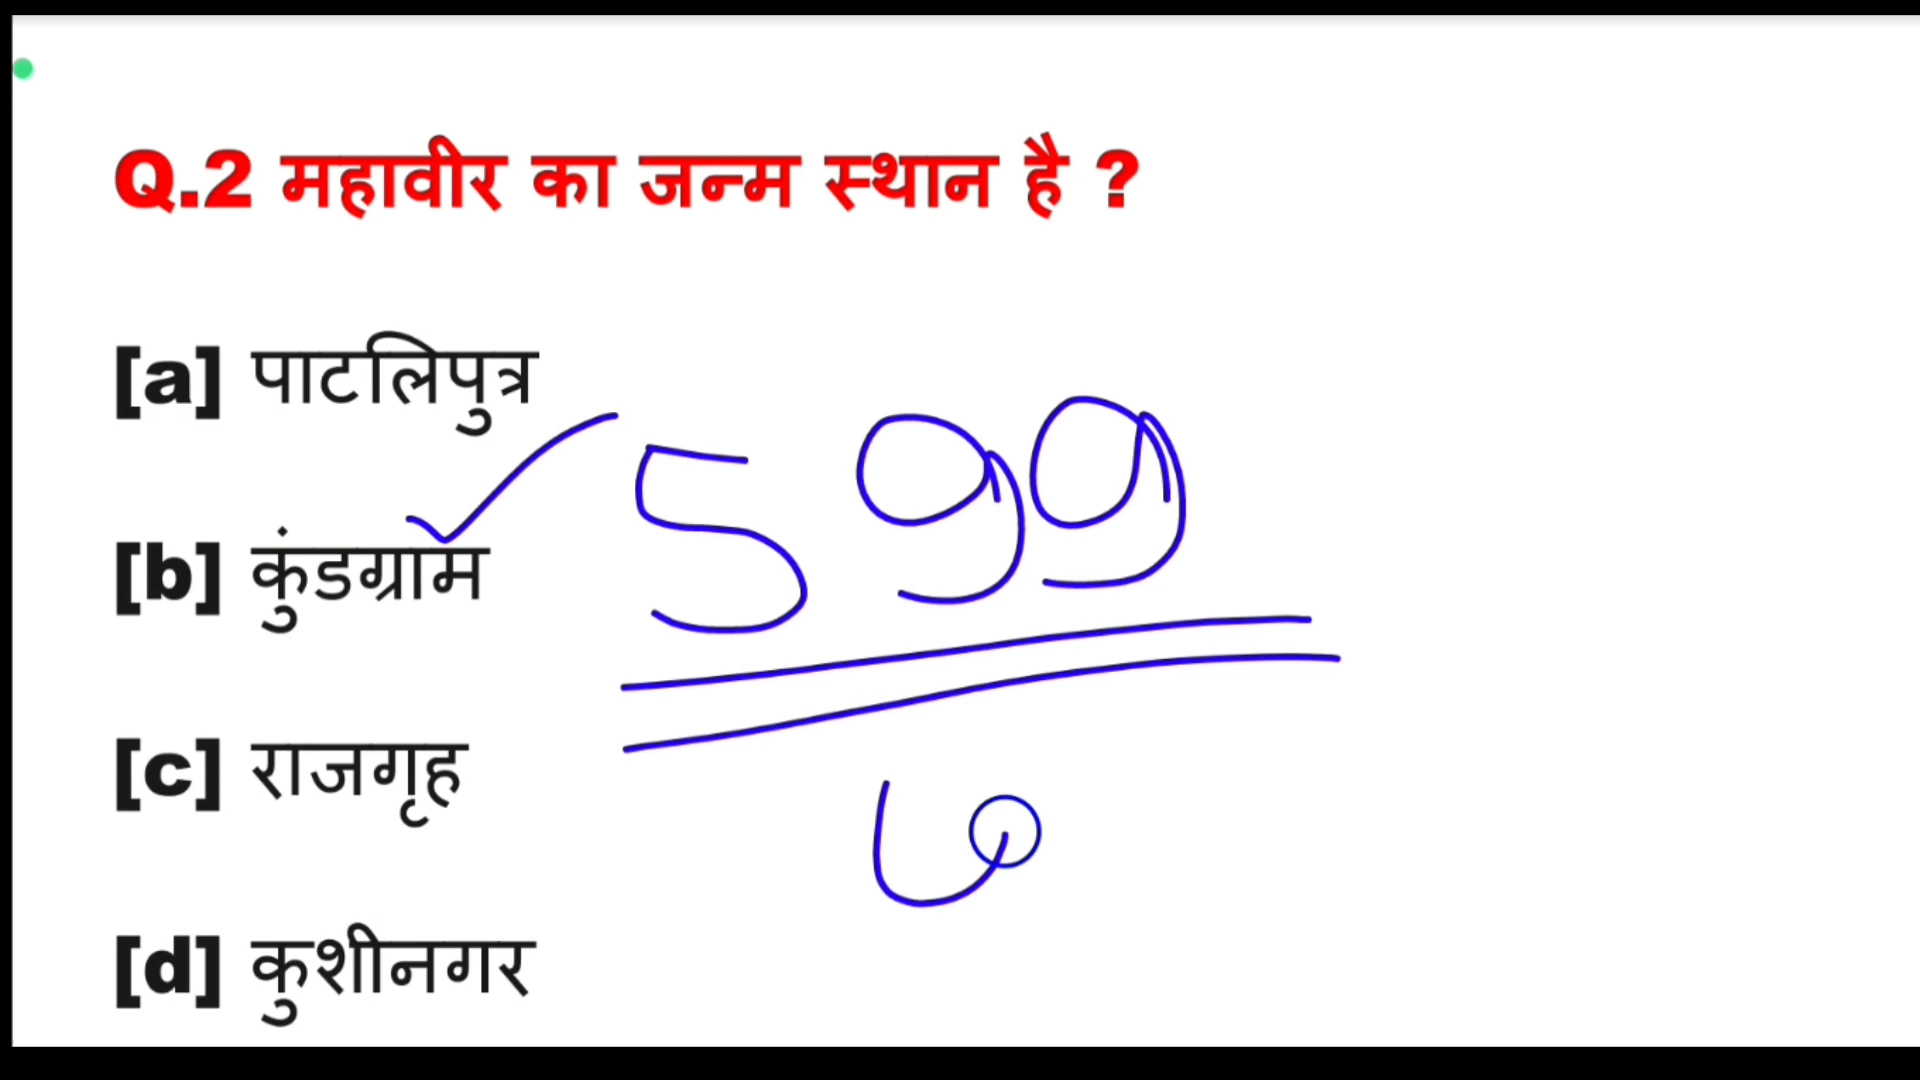 Q.2 महावीर का जन्म स्थान है ?
[a] पाटलिपुत्र
[b] कुंडग्राम
599
[c] राजगृह
[d] कुशीनगर